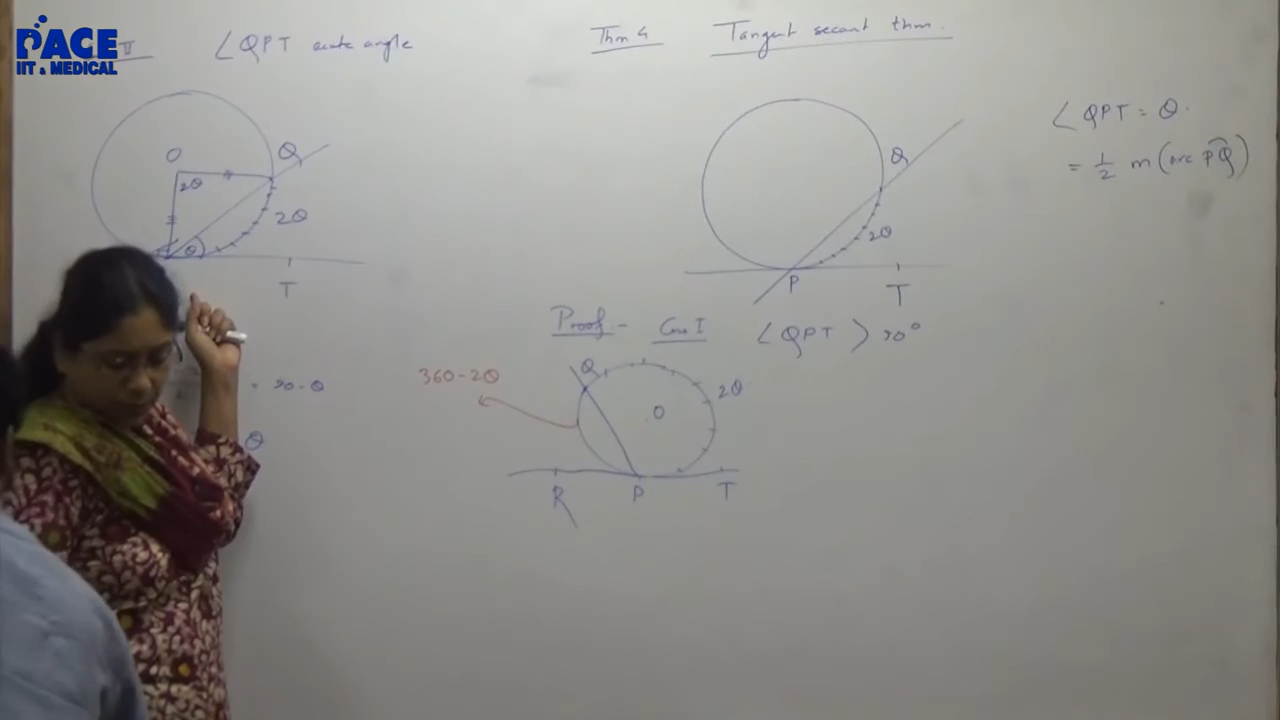 PACE
IIT & MEDICAL
II
∠QPT acute angle
O
Q
2θ
2θ
θ
T
= 90-θ
θ
Thm 4 Tangent secant thm.
Q
2θ
P
T
∠QPT = θ.
= 1/2 m(arc PQ)
Proof - Case I ∠QPT > 90°
360-2θ
Q
2θ
O
R
P
T